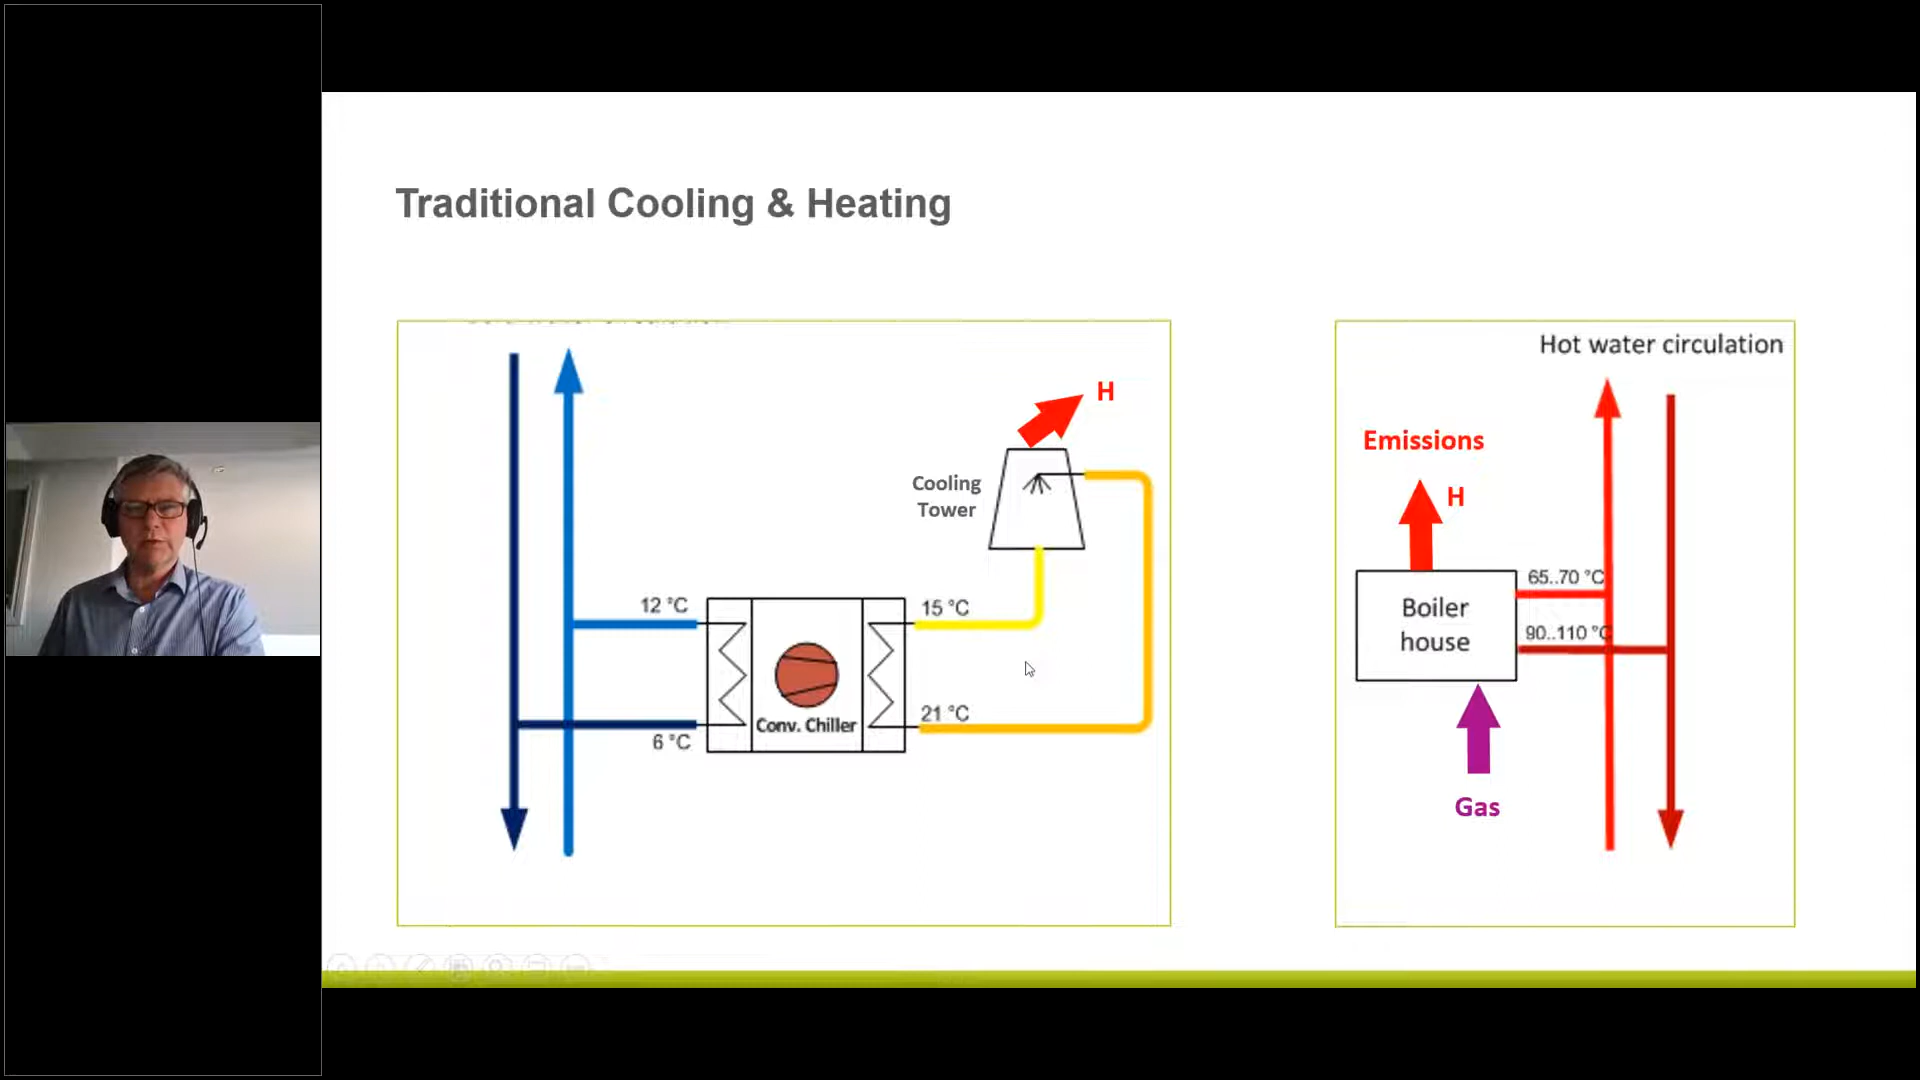 Traditional Cooling & Heating
H
Cooling
Tower
12 °C
15 °C
Conv. Chiller
6 °C
21 °C
Hot water circulation
Emissions
H
65..70 °C
Boiler
house
90..110 °C
Gas